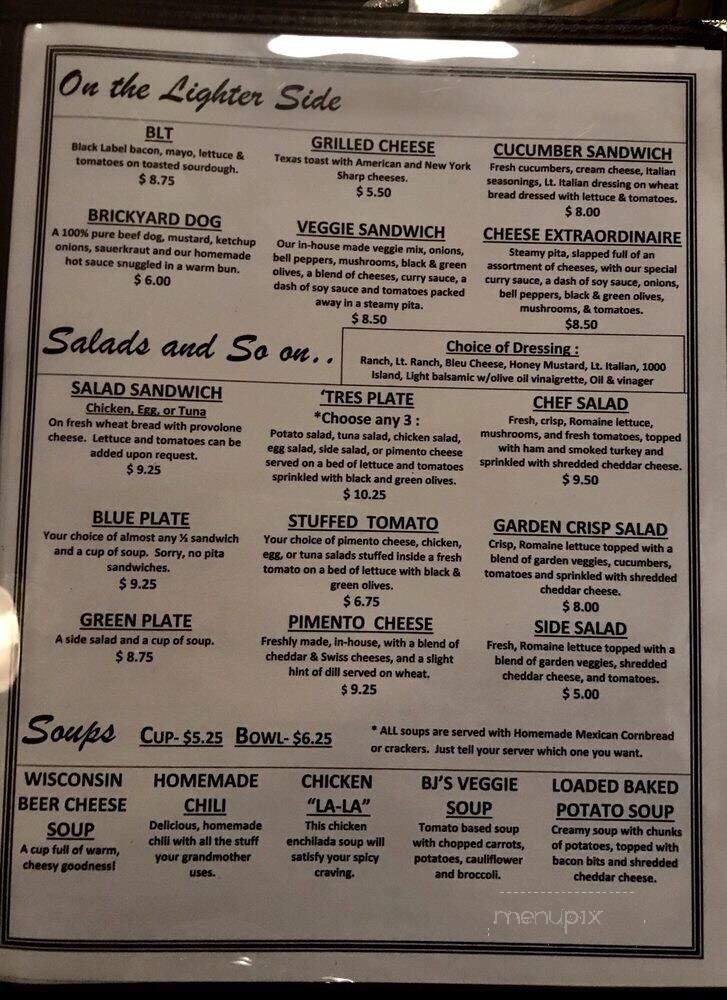 On the Lighter Side
BLT
Black Label bacon, mayo, lettuce &
tomatoes on toasted sourdough.
$ 8.75
GRILLED CHEESE
Texas toast with American and New York
Sharp cheeses.
$ 5.50
CUCUMBER SANDWICH
Fresh cucumbers, cream cheese, Italian
seasonings, Lt. Italian dressing on wheat
bread dressed with lettuce & tomatoes.
$ 8.00
BRICKYARD DOG
A 100% pure beef dog, mustard, ketchup
onions, sauerkraut and our homemade
hot sauce snuggled in a warm bun.
$ 6.00
VEGGIE SANDWICH
Our in-house made veggie mix, onions,
bell peppers, mushrooms, black & green
olives, a blend of cheeses, curry sauce, a
dash of soy sauce and tomatoes packed
away in a steamy pita.
$ 8.50
CHEESE EXTRAORDINAIRE
Steamy pita, slapped full of an
assortment of cheeses, with our special
curry sauce, a dash of soy sauce, onions,
bell peppers, black & green olives,
mushrooms, & tomatoes.
$8.50
Salads and So on..
Choice of Dressing :
Ranch, Lt. Ranch, Bleu Cheese, Honey Mustard, Lt. Italian, 1000
Island, Light balsamic w/olive oil vinaigrette, Oil & vinager
SALAD SANDWICH
Chicken, Egg, or Tuna
On fresh wheat bread with provolone
cheese. Lettuce and tomatoes can be
added upon request.
$ 9.25
'TRES PLATE
*Choose any 3 :
Potato salad, tuna salad, chicken salad,
egg salad, side salad, or pimento cheese
served on a bed of lettuce and tomatoes
sprinkled with black and green olives.
$ 10.25
CHEF SALAD
Fresh, crisp, Romaine lettuce,
mushrooms, and fresh tomatoes, topped
with ham and smoked turkey and
sprinkled with shredded cheddar cheese.
$ 9.50
BLUE PLATE
Your choice of almost any ½ sandwich
and a cup of soup. Sorry, no pita
sandwiches.
$ 9.25
STUFFED TOMATO
Your choice of pimento cheese, chicken,
egg, or tuna salads stuffed inside a fresh
tomato on a bed of lettuce with black &
green olives.
$ 6.75
GARDEN CRISP SALAD
Crisp, Romaine lettuce topped with a
blend of garden veggies, cucumbers,
tomatoes and sprinkled with shredded
cheddar cheese.
$ 8.00
GREEN PLATE
A side salad and a cup of soup.
$ 8.75
PIMENTO CHEESE
Freshly made, in-house, with a blend of
cheddar & Swiss cheeses, and a slight
hint of dill served on wheat.
$ 9.25
SIDE SALAD
Fresh, Romaine lettuce topped with a
blend of garden veggies, shredded
cheddar cheese, and tomatoes.
$ 5.00
Soups CUP- $5.25 BOWL- $6.25
* ALL soups are served with Homemade Mexican Cornbread
or crackers. Just tell your server which one you want.
WISCONSIN
BEER CHEESE
SOUP
A cup full of warm,
cheesy goodness!
HOMEMADE
CHILI
Delicious, homemade
chili with all the stuff
your grandmother
uses.
CHICKEN
"LA-LA"
This chicken
enchilada soup will
satisfy your spicy
craving.
BJ'S VEGGIE
SOUP
Tomato based soup
with chopped carrots,
potatoes, cauliflower
and broccoli.
LOADED BAKED
POTATO SOUP
Creamy soup with chunks
of potatoes, topped with
bacon bits and shredded
cheddar cheese.
menupix